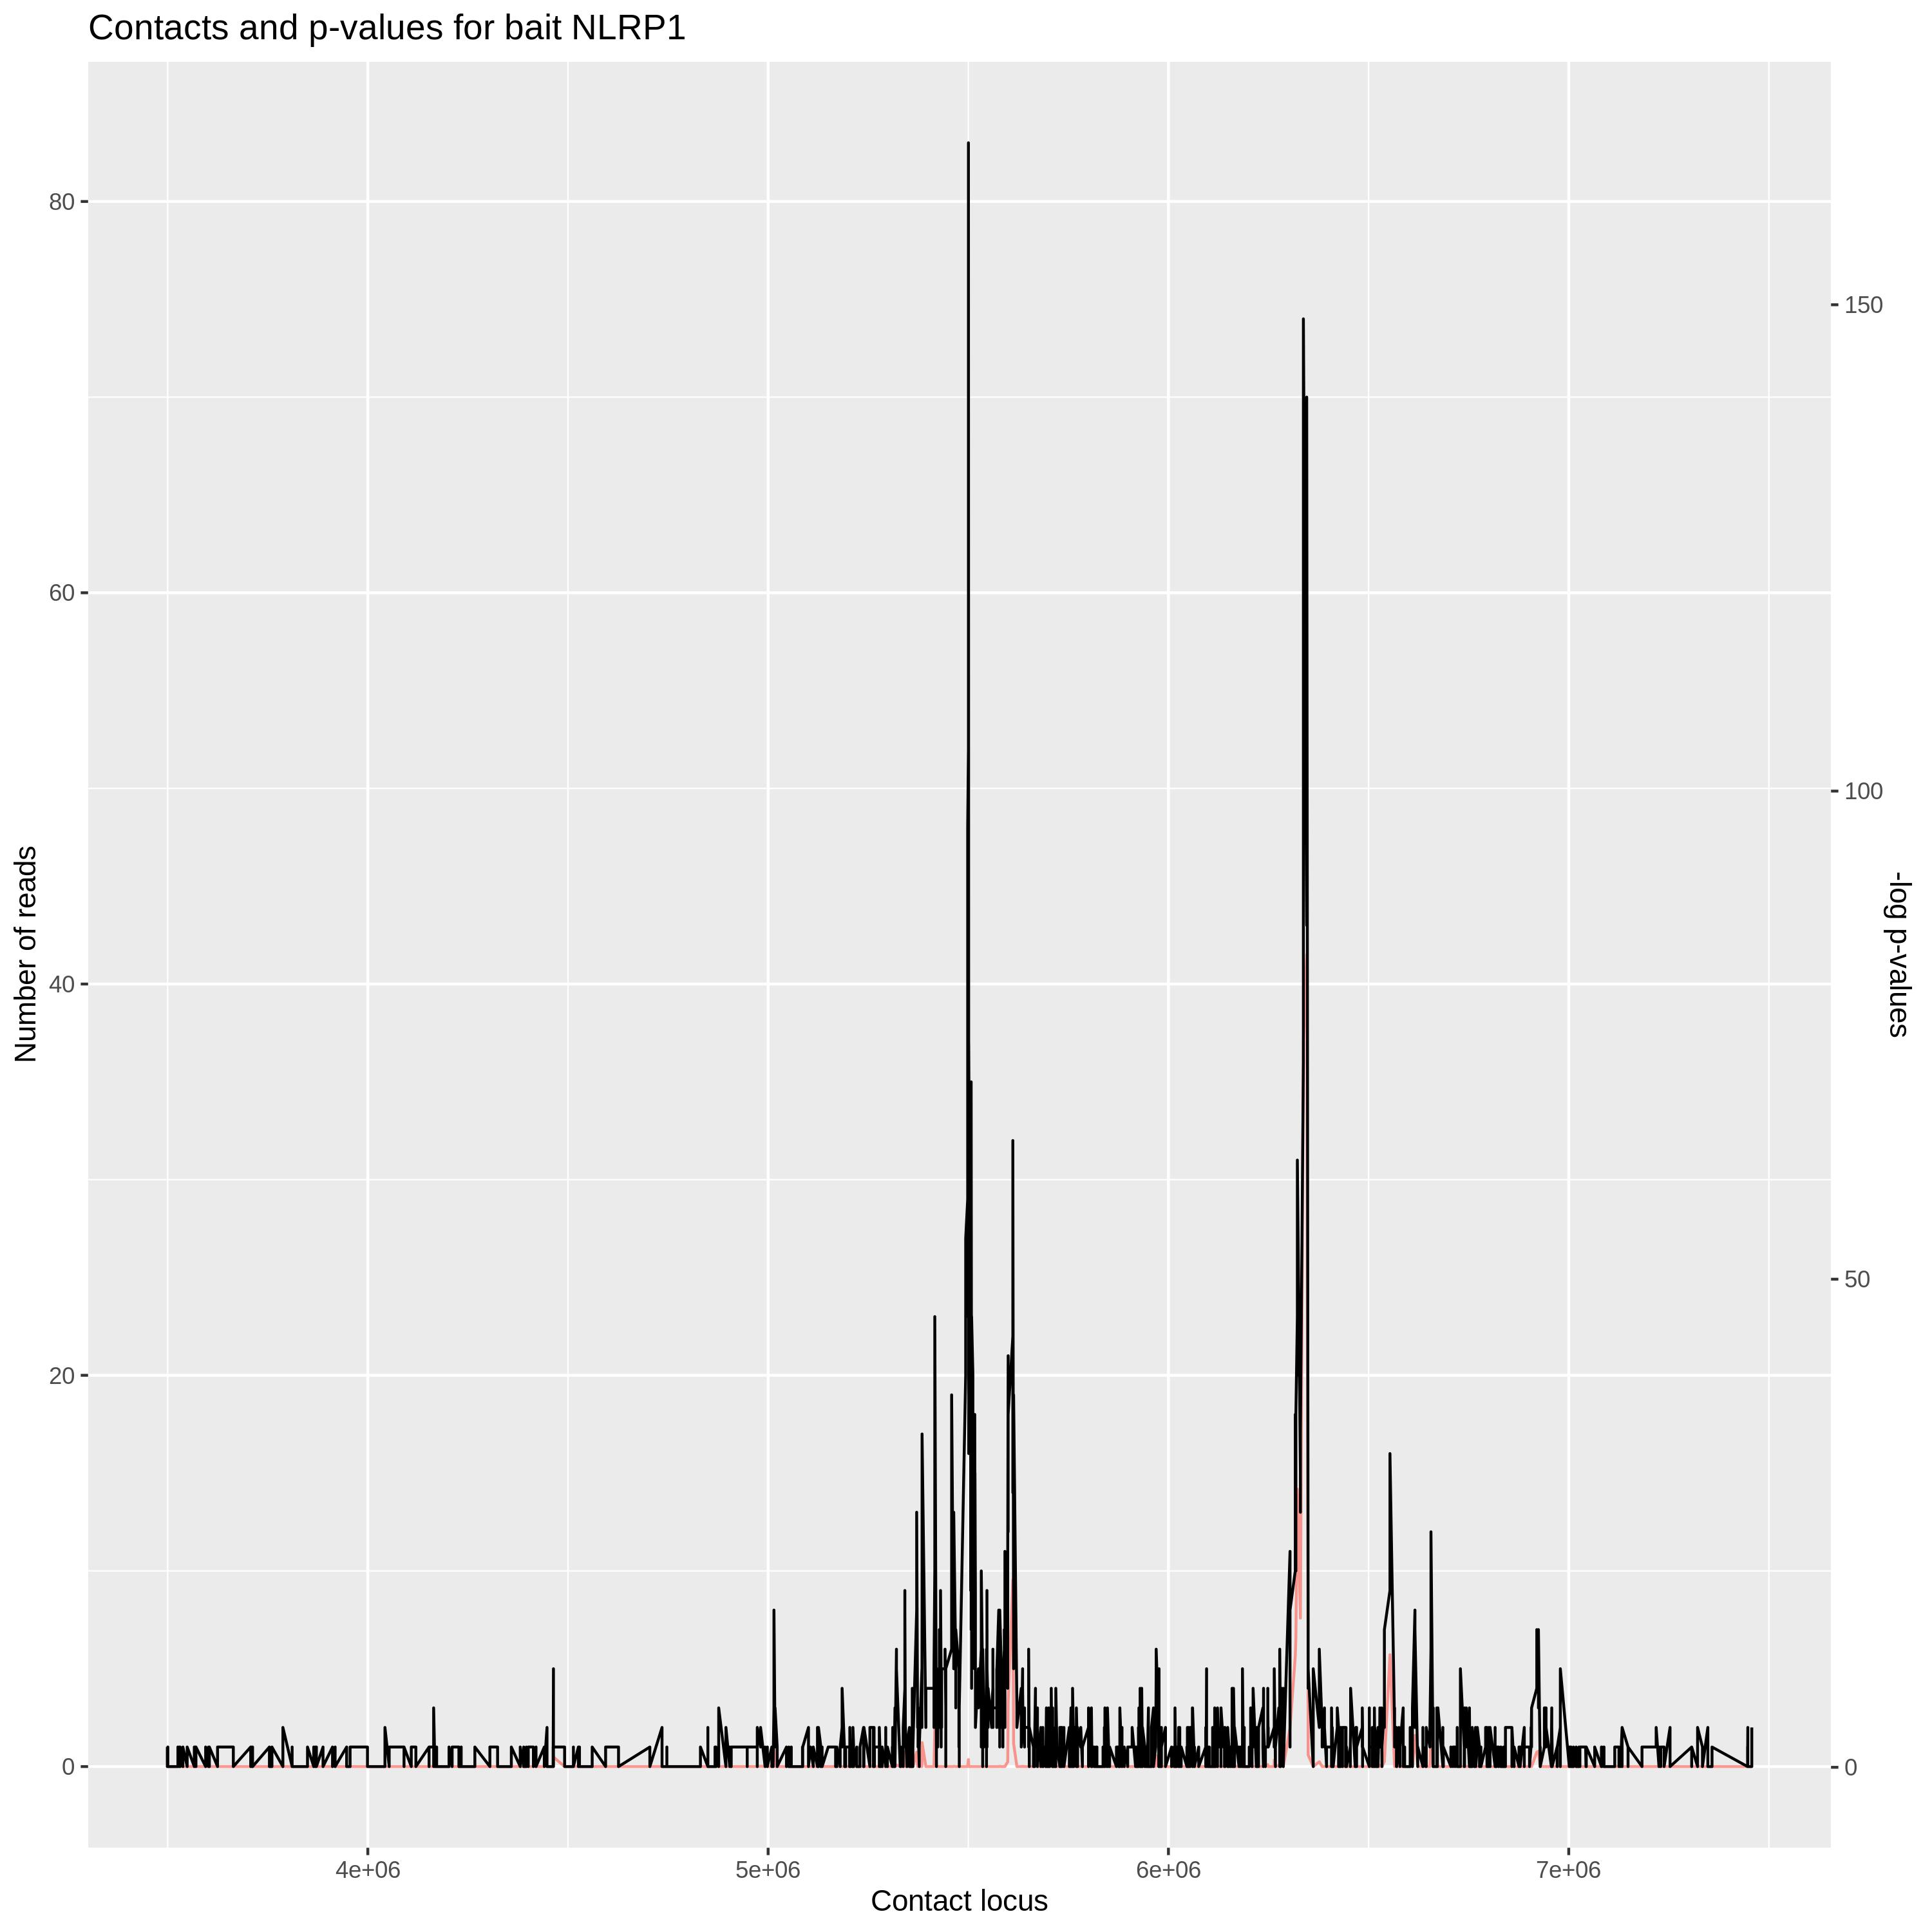 Contacts and p-values for bait NLRP1
Number of reads
80
60
40
20
0
150
100
50
0
-log p-values
4e+06 5e+06 6e+06 7e+06
Contact locus